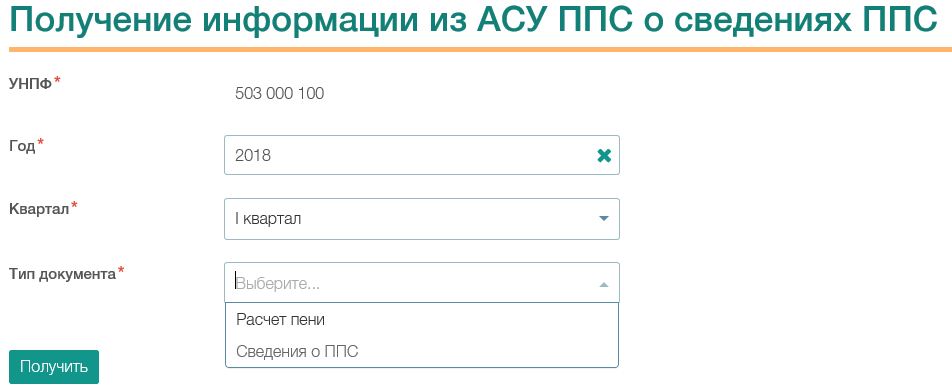 Получение информации из АСУ ППС о сведениях ППС
УНПФ* 503 000 100
Год* 2018
Квартал* I квартал
Тип документа* Выберите...
Расчет пени
Сведения о ППС
Получить